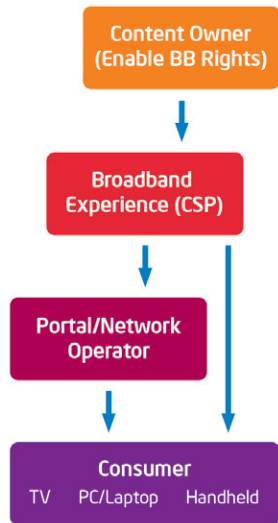 Content Owner
(Enable BB Rights)
Broadband
Experience (CSP)
Portal/Network
Operator
Consumer
TV PC/Laptop Handheld